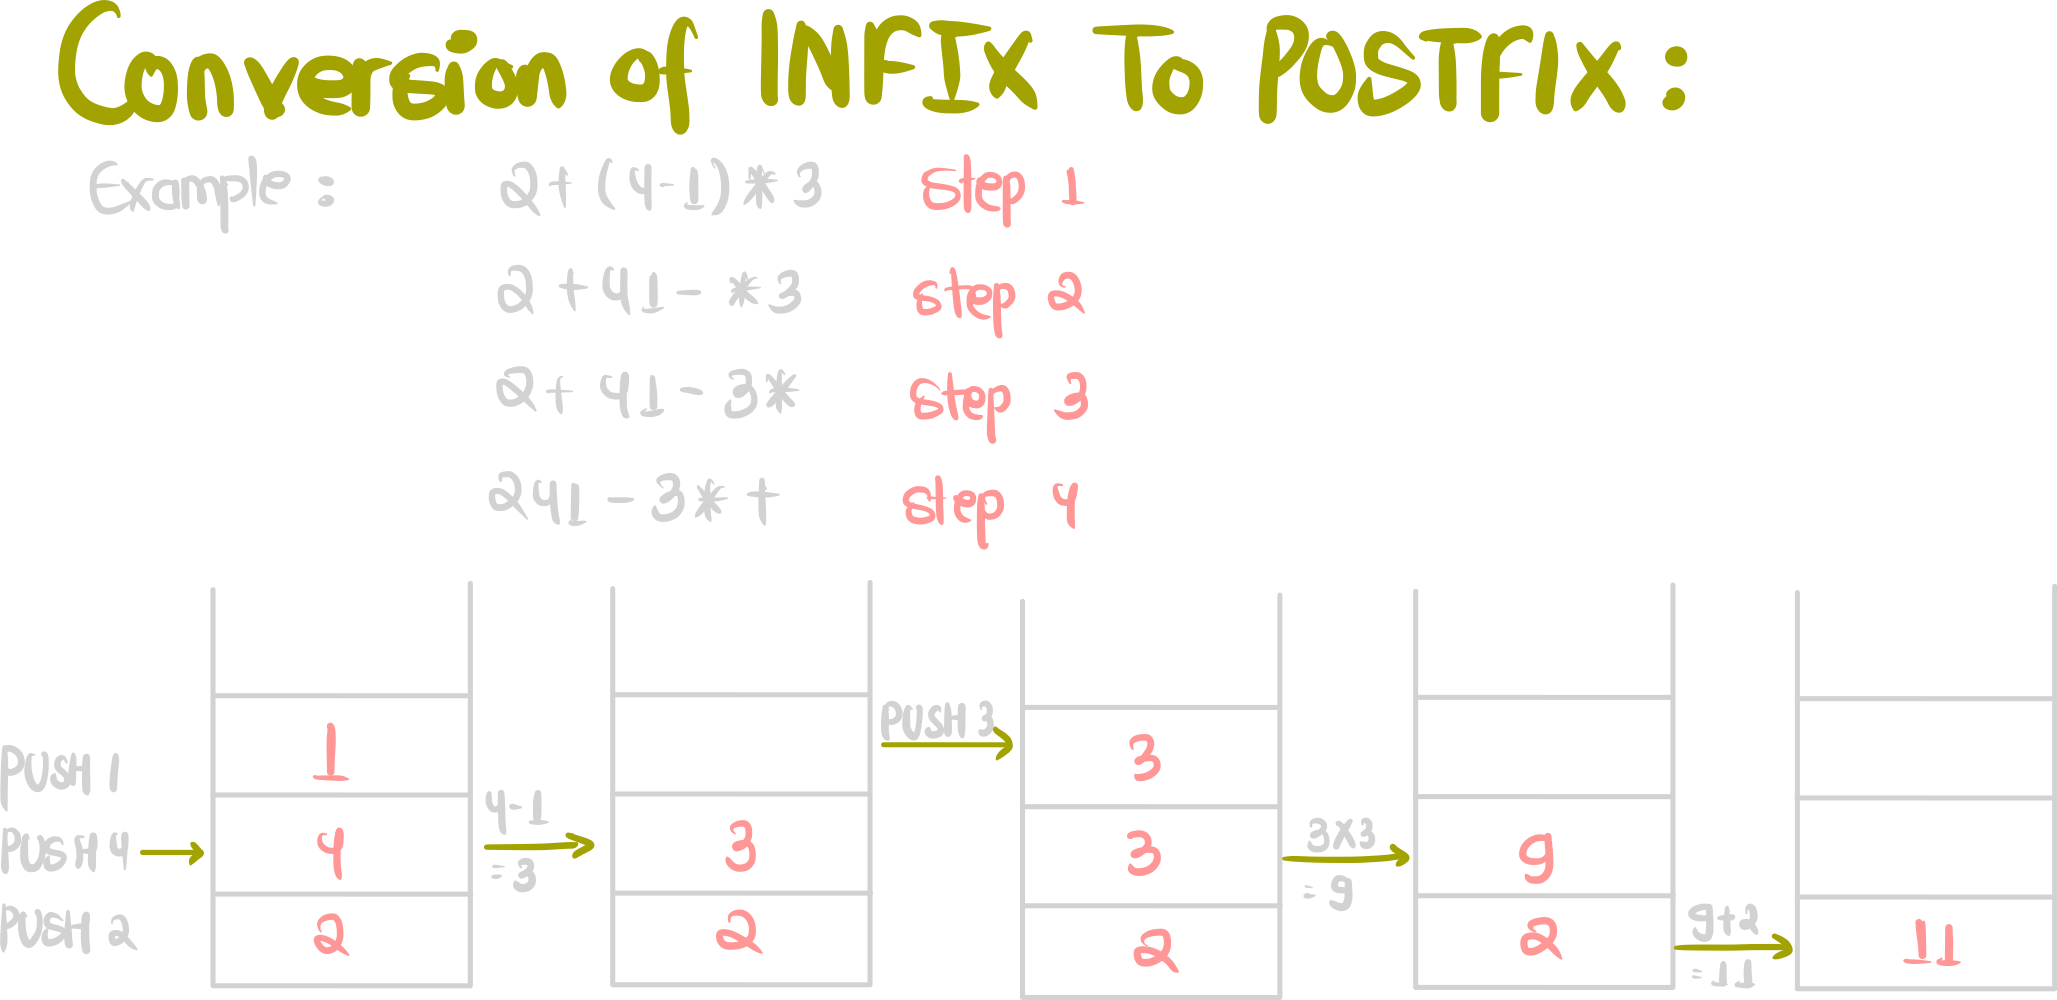 Conversion of INFIX To POSTFIX :
Example : 2+(4-1)*3 Step 1
2+41-*3 step 2
2+41-3* step 3
241-3*+ step 4
PUSH 1
PUSH 4
PUSH 2
1
4
2
4-1
=3
3
2
PUSH 3
3
3
2
3x3
=9
9
2
9+2
=11
11